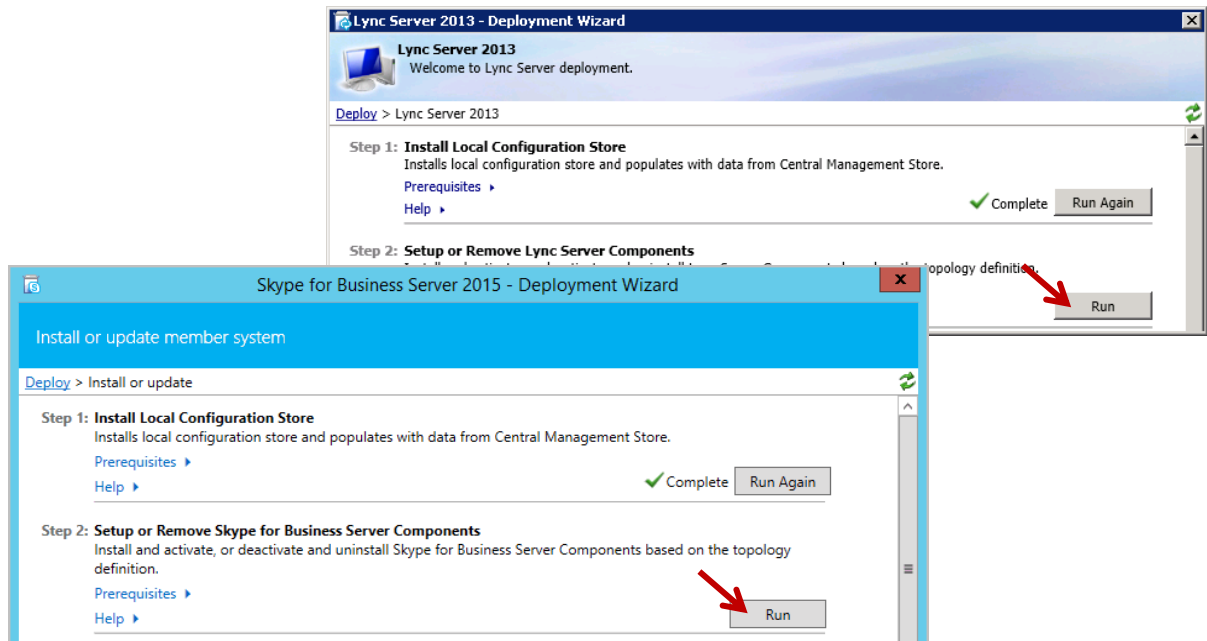 Lync Server 2013 - Deployment Wizard
Lync Server 2013
Welcome to Lync Server deployment.
Deploy > Lync Server 2013
Step 1: Install Local Configuration Store
Installs local configuration store and populates with data from Central Management Store.
Prerequisites
Help
Complete Run Again
Step 2: Setup or Remove Lync Server Components
topology definition.
Run
Skype for Business Server 2015 - Deployment Wizard
Install or update member system
Deploy > Install or update
Step 1: Install Local Configuration Store
Installs local configuration store and populates with data from Central Management Store.
Prerequisites
Help
Complete Run Again
Step 2: Setup or Remove Skype for Business Server Components
Install and activate, or deactivate and uninstall Skype for Business Server Components based on the topology
definition.
Prerequisites
Help
Run